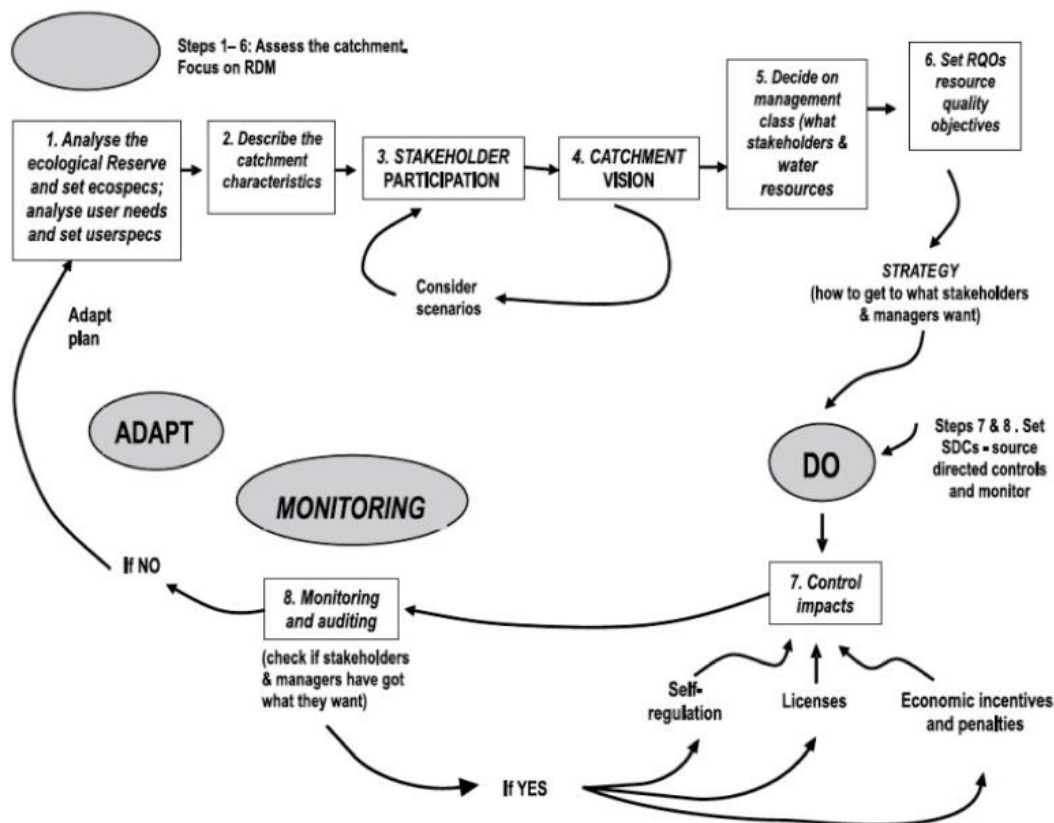 Steps 1– 6: Assess the catchment.
Focus on RDM
1. Analyse the
ecological Reserve
and set ecospecs;
analyse user needs
and set userspecs
2. Describe the
catchment
characteristics
3. STAKEHOLDER
PARTICIPATION
4. CATCHMENT
VISION
5. Decide on
management
class (what
stakeholders &
water
resources
6. Set RQOs
resource
quality
objectives
Consider
scenarios
STRATEGY
(how to get to what stakeholders
& managers want)
Adapt
plan
ADAPT
MONITORING
DO
Steps 7 & 8 . Set
SDCs - source
directed controls
and monitor
If NO
8. Monitoring
and auditing
(check if stakeholders
& managers have got
what they want)
7. Control
impacts
Self-
regulation
Licenses
Economic incentives
and penalties
If YES